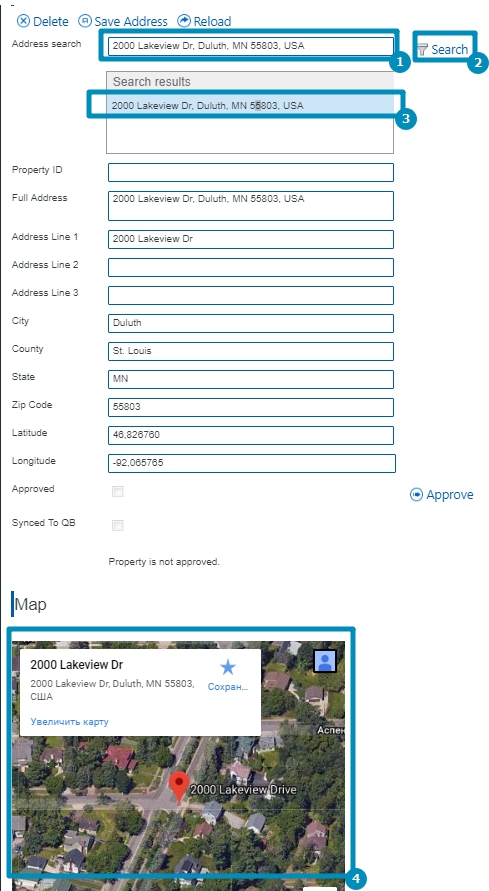 Delete Save Address Reload
Address search 2000 Lakeview Dr, Duluth, MN 55803, USA 1 Search 2
Search results
2000 Lakeview Dr, Duluth, MN 55803, USA 3
Property ID
Full Address 2000 Lakeview Dr, Duluth, MN 55803, USA
Address Line 1 2000 Lakeview Dr
Address Line 2
Address Line 3
City Duluth
County St. Louis
State MN
Zip Code 55803
Latitude 46,826760
Longitude -92,065765
Approved Approve
Synced To QB
Property is not approved.
Map
2000 Lakeview Dr
2000 Lakeview Dr, Duluth, MN 55803,
США
Сохран...
Увеличить карту
Аспен
2000 Lakeview Drive
4